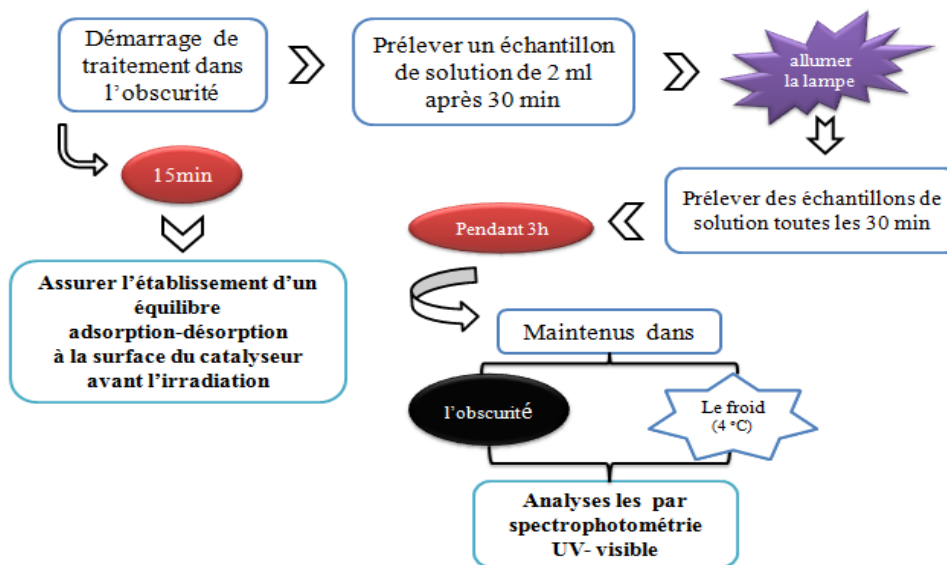 Démarrage de
traitement dans
l'obscurité
Prélever un échantillon
de solution de 2 ml
après 30 min
allumer
la lampe
15min
Assurer l'établissement d'un
équilibre
adsorption-désorption
à la surface du catalyseur
avant l'irradiation
Prélever des échantillons de
solution toutes les 30 min
Pendant 3h
Maintenus dans
l'obscurité
Le froid
(4 °C)
Analyses les par
spectrophotométrie
UV- visible